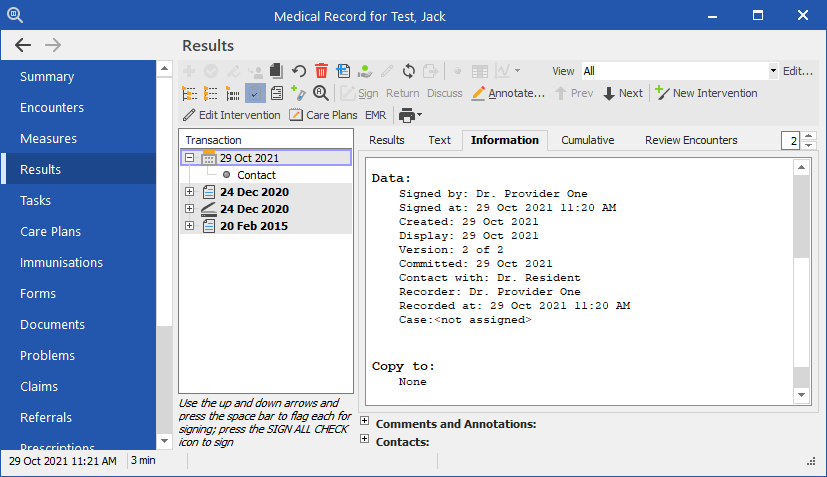 Medical Record for Test, Jack
Results
Summary
Encounters
Measures
Results
Tasks
Care Plans
Immunisations
Forms
Documents
Problems
Claims
Referrals
Prescriptions
View All Edit...
Sign Return Discuss Annotate... Prev Next New Intervention
Edit Intervention Care Plans EMR
Transaction
29 Oct 2021
Contact
24 Dec 2020
24 Dec 2020
20 Feb 2015
Use the up and down arrows and
press the space bar to flag each for
signing; press the SIGN ALL CHECK
icon to sign
Results Text Information Cumulative Review Encounters 2
Data:
Signed by: Dr. Provider One
Signed at: 29 Oct 2021 11:20 AM
Created: 29 Oct 2021
Display: 29 Oct 2021
Version: 2 of 2
Committed: 29 Oct 2021
Contact with: Dr. Resident
Recorder: Dr. Provider One
Recorded at: 29 Oct 2021 11:20 AM
Case:<not assigned>
Copy to:
None
Comments and Annotations:
Contacts:
29 Oct 2021 11:21 AM 3 min